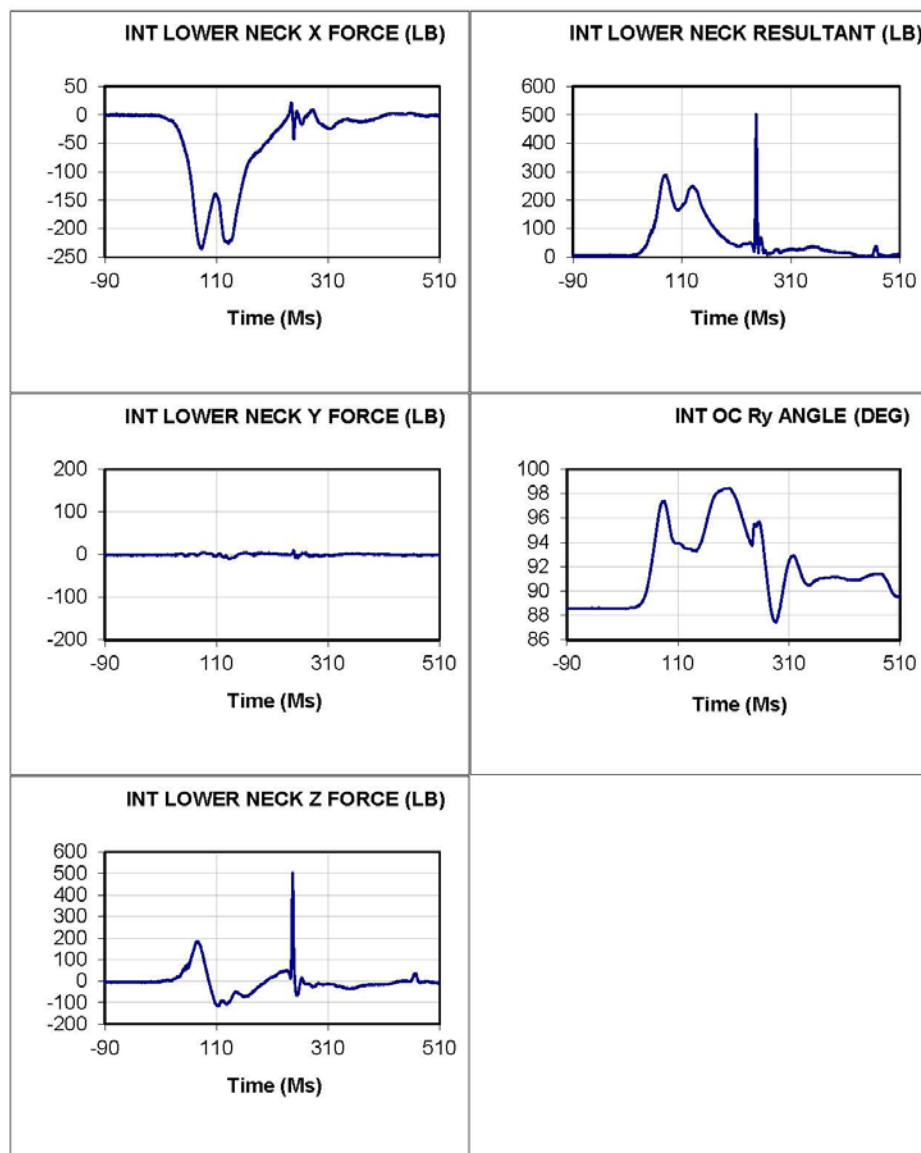 INT LOWER NECK X FORCE (LB)
50
0
-50
-100
-150
-200
-250
-90 110 310 510
Time (Ms)
INT LOWER NECK RESULTANT (LB)
600
500
400
300
200
100
0
-90 110 310 510
Time (Ms)
INT LOWER NECK Y FORCE (LB)
200
100
0
-100
-200
-90 110 310 510
Time (Ms)
INT OC Ry ANGLE (DEG)
100
98
96
94
92
90
88
86
-90 110 310 510
Time (Ms)
INT LOWER NECK Z FORCE (LB)
600
500
400
300
200
100
0
-100
-200
-90 110 310 510
Time (Ms)